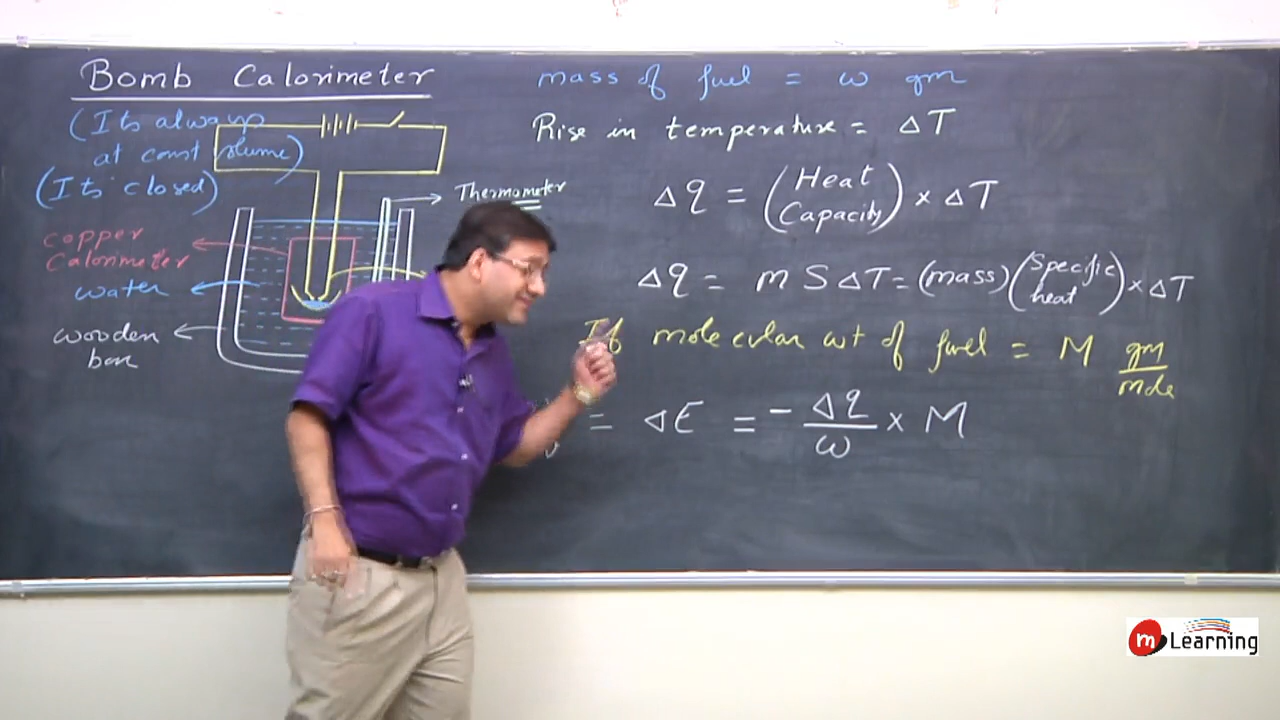 Bomb Calorimeter
(Its always
at const volume)
(Its closed)
Thermometer
Copper
Calorimeter
water
wooden
box
mass of fuel = w gm
Rise in temperature = ΔT
Δq = (Heat Capacity) × ΔT
Δq = m S ΔT = (mass) (Specific heat) × ΔT
If molecular wt of fuel = M gm/mole
= ΔE = - Δq/w × M
m Learning